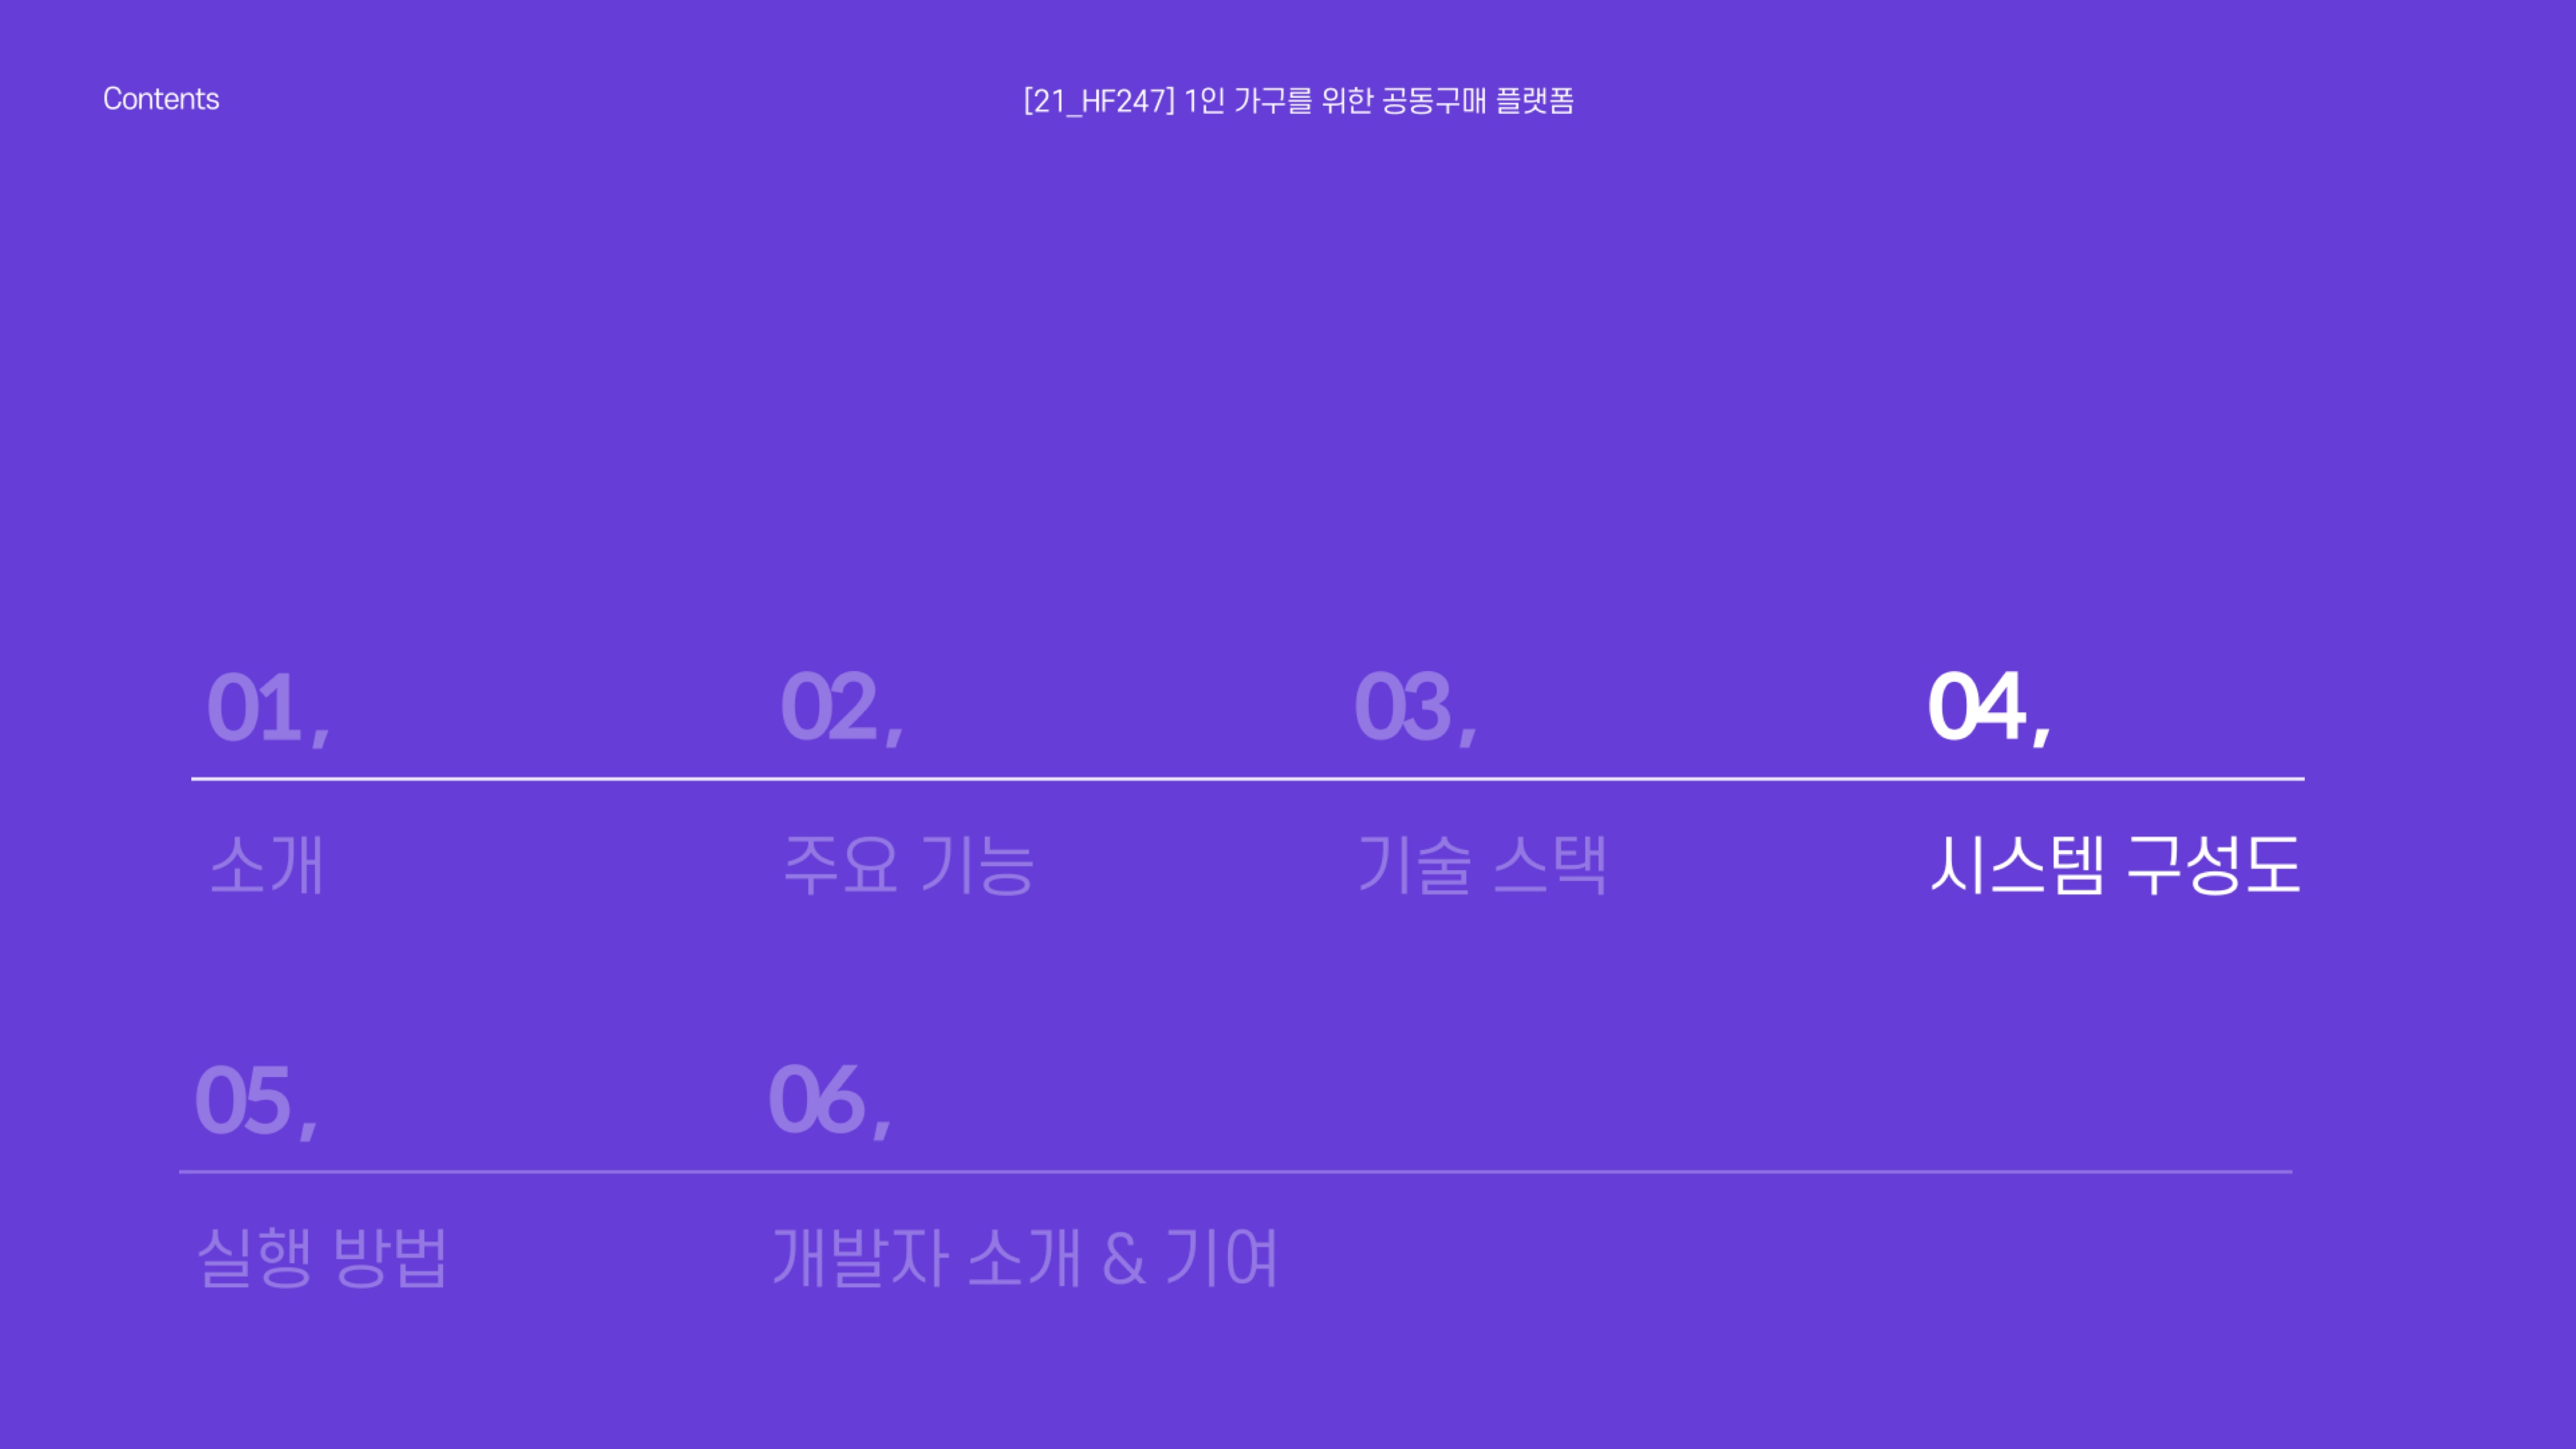 Contents
[21_HF247] 1인 가구를 위한 공동구매 플랫폼
01,
02,
03,
04,
소개
주요 기능
기술 스택
시스템 구성도
05,
06,
실행 방법
개발자 소개 & 기여